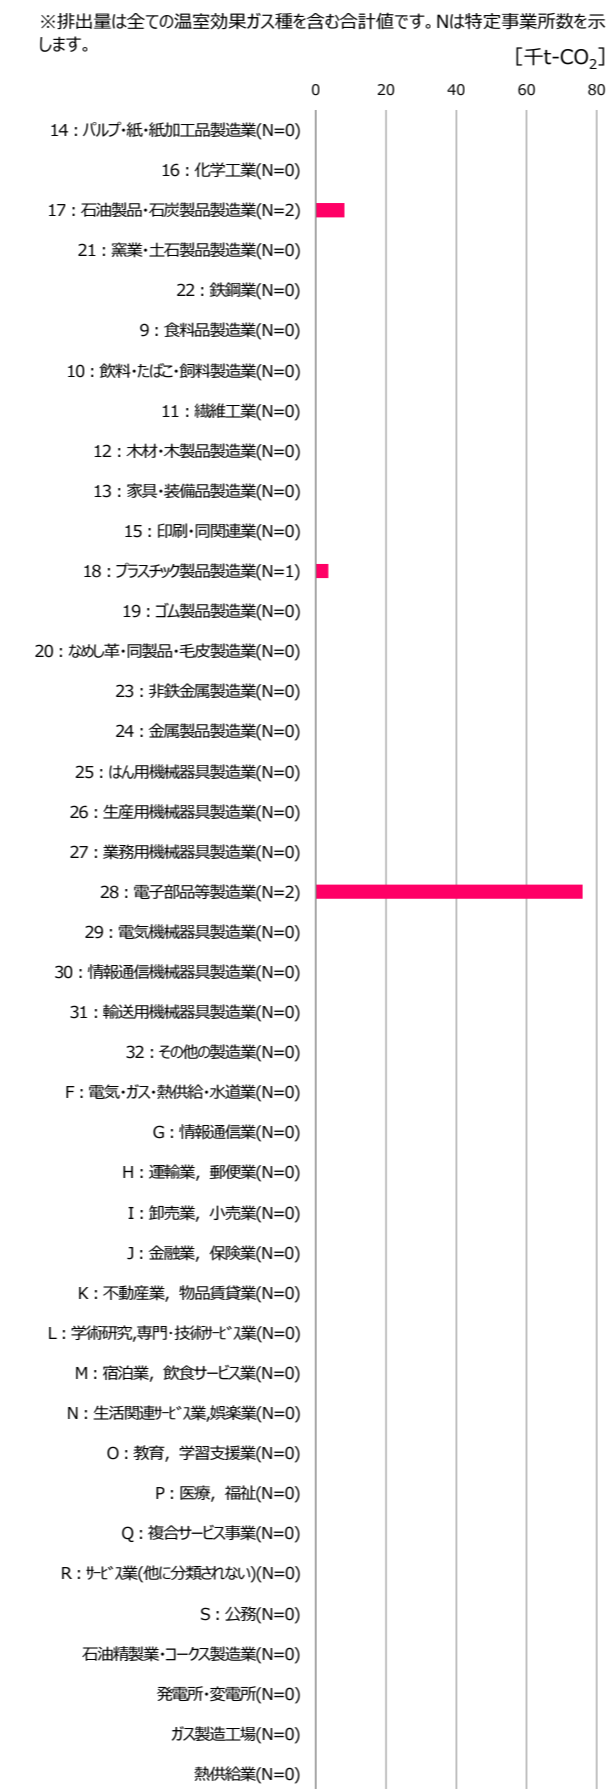 ※排出量は全ての温室効果ガス種を含む合計値です。Nは特定事業所数を示
します。
[千t-CO₂]
0 20 40 60 80
14：パルプ・紙・紙加工品製造業(N=0)
16：化学工業(N=0)
17：石油製品・石炭製品製造業(N=2)
21：窯業・土石製品製造業(N=0)
22：鉄鋼業(N=0)
9：食料品製造業(N=0)
10：飲料・たばこ・飼料製造業(N=0)
11：繊維工業(N=0)
12：木材・木製品製造業(N=0)
13：家具・装備品製造業(N=0)
15：印刷・同関連業(N=0)
18：プラスチック製品製造業(N=1)
19：ゴム製品製造業(N=0)
20：なめし革・同製品・毛皮製造業(N=0)
23：非鉄金属製造業(N=0)
24：金属製品製造業(N=0)
25：はん用機械器具製造業(N=0)
26：生産用機械器具製造業(N=0)
27：業務用機械器具製造業(N=0)
28：電子部品等製造業(N=2)
29：電気機械器具製造業(N=0)
30：情報通信機械器具製造業(N=0)
31：輸送用機械器具製造業(N=0)
32：その他の製造業(N=0)
F：電気・ガス・熱供給・水道業(N=0)
G：情報通信業(N=0)
H：運輸業，郵便業(N=0)
I：卸売業，小売業(N=0)
J：金融業，保険業(N=0)
K：不動産業，物品賃貸業(N=0)
L：学術研究,専門・技術ｻｰﾋﾞｽ業(N=0)
M：宿泊業，飲食サービス業(N=0)
N：生活関連ｻｰﾋﾞｽ業,娯楽業(N=0)
O：教育，学習支援業(N=0)
P：医療，福祉(N=0)
Q：複合サービス事業(N=0)
R：ｻｰﾋﾞｽ業(他に分類されない)(N=0)
S：公務(N=0)
石油精製業・コークス製造業(N=0)
発電所・変電所(N=0)
ガス製造工場(N=0)
熱供給業(N=0)